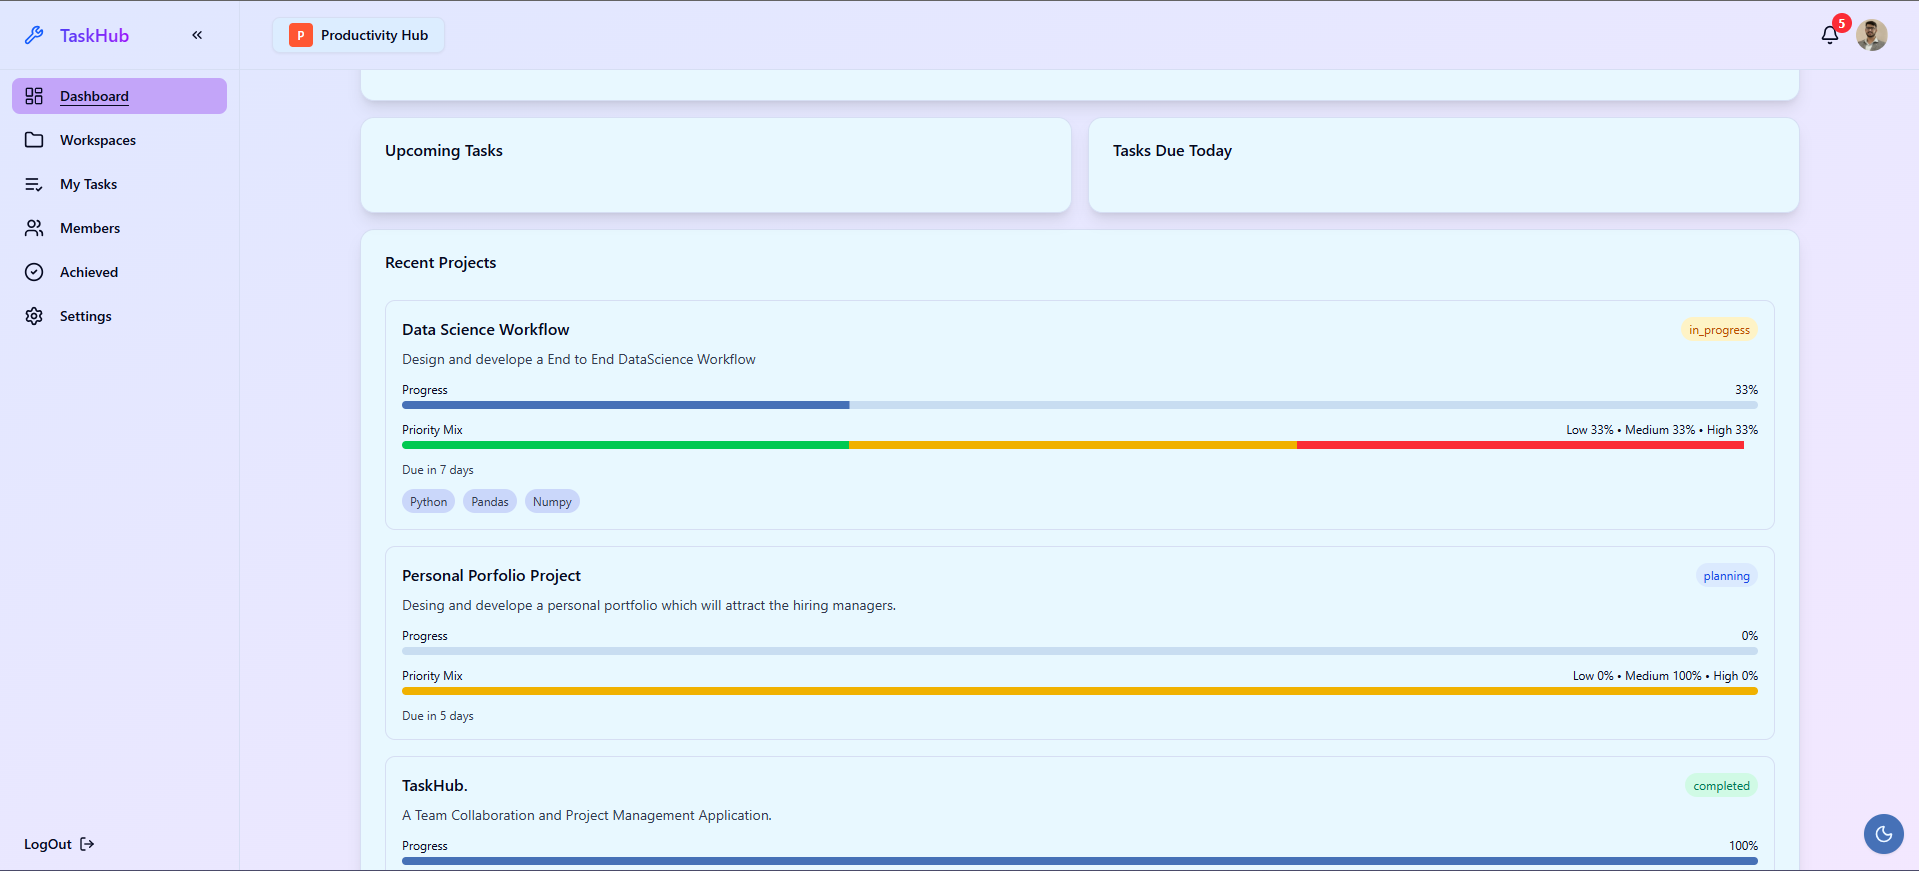 TaskHub
«
P Productivity Hub
5
Dashboard
Workspaces
My Tasks
Members
Achieved
Settings
LogOut
Upcoming Tasks
Tasks Due Today
Recent Projects
Data Science Workflow
in_progress
Design and develope a End to End DataScience Workflow
Progress 33%
Priority Mix Low 33% • Medium 33% • High 33%
Due in 7 days
Python Pandas Numpy
Personal Porfolio Project
planning
Desing and develope a personal portfolio which will attract the hiring managers.
Progress 0%
Priority Mix Low 0% • Medium 100% • High 0%
Due in 5 days
TaskHub.
completed
A Team Collaboration and Project Management Application.
Progress 100%